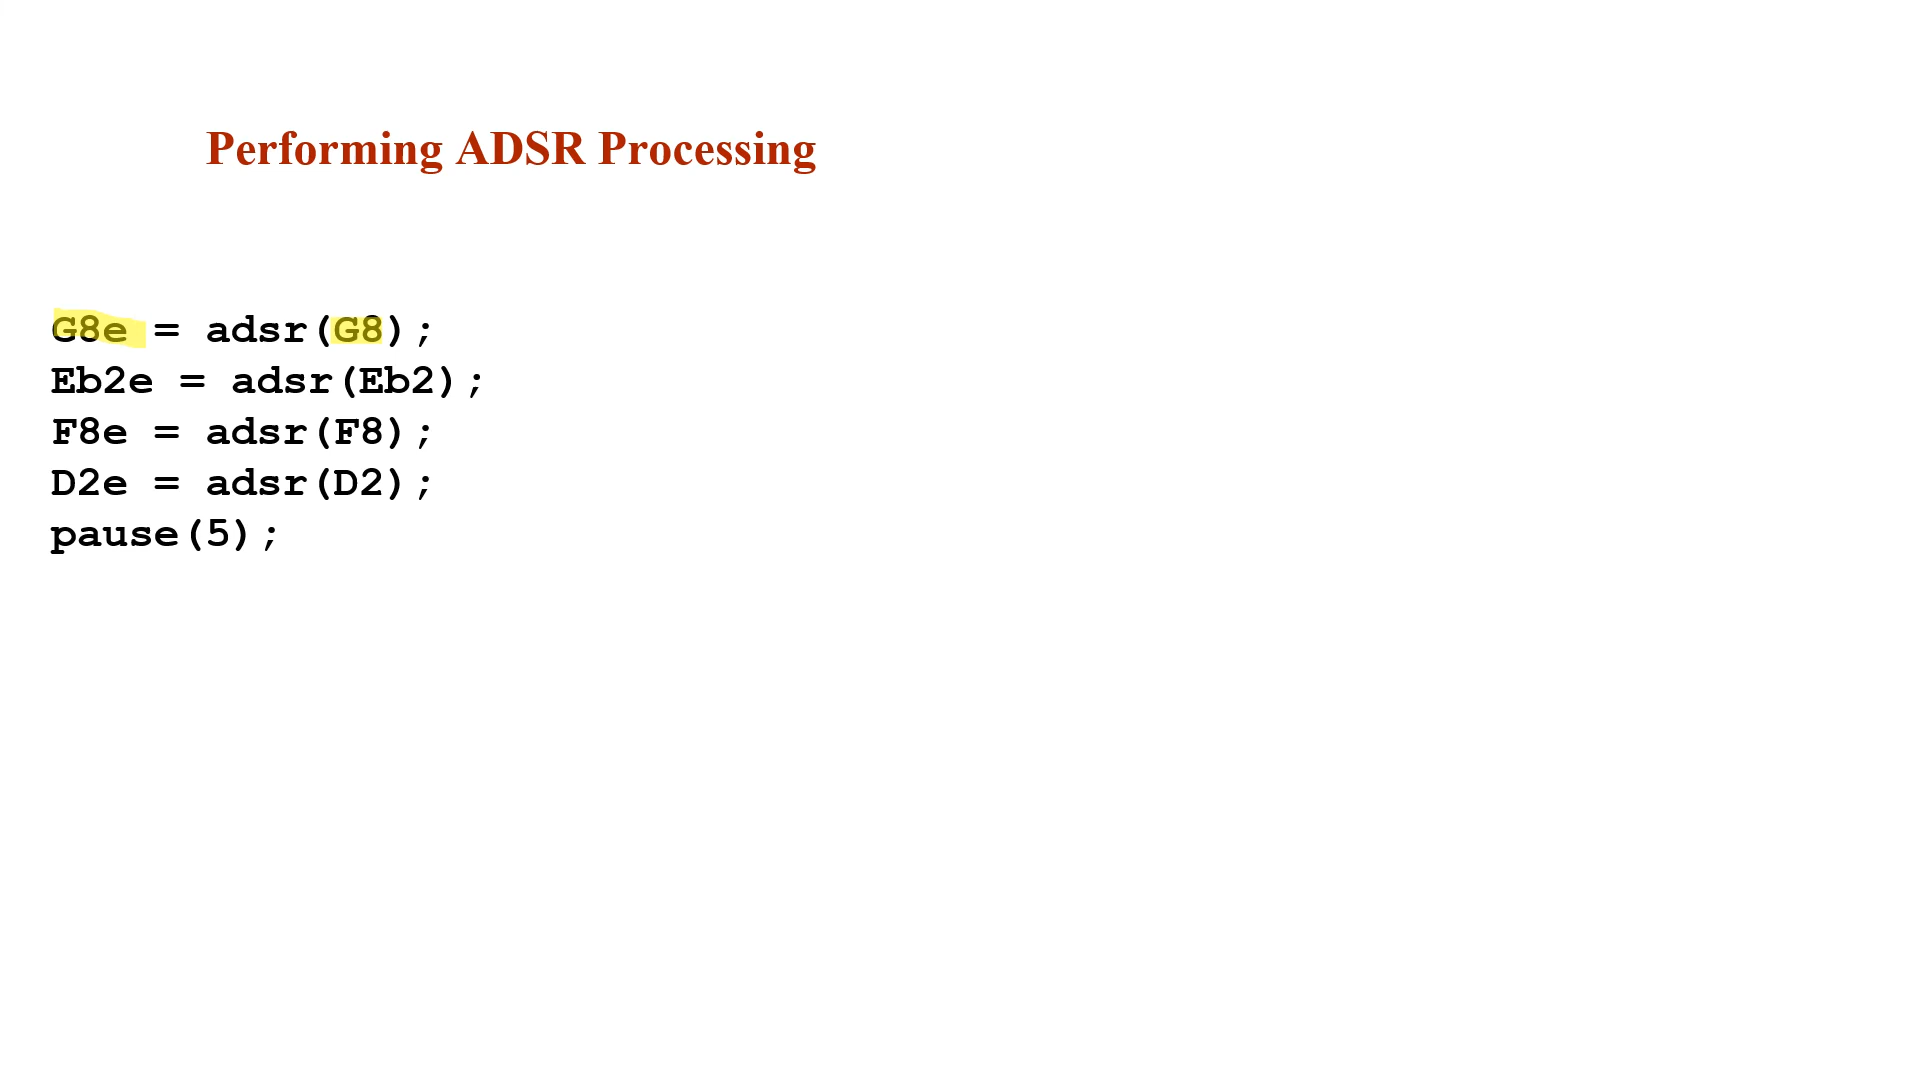 Performing ADSR Processing
G8e = adsr(G8);
Eb2e = adsr(Eb2);
F8e = adsr(F8);
D2e = adsr(D2);
pause(5);